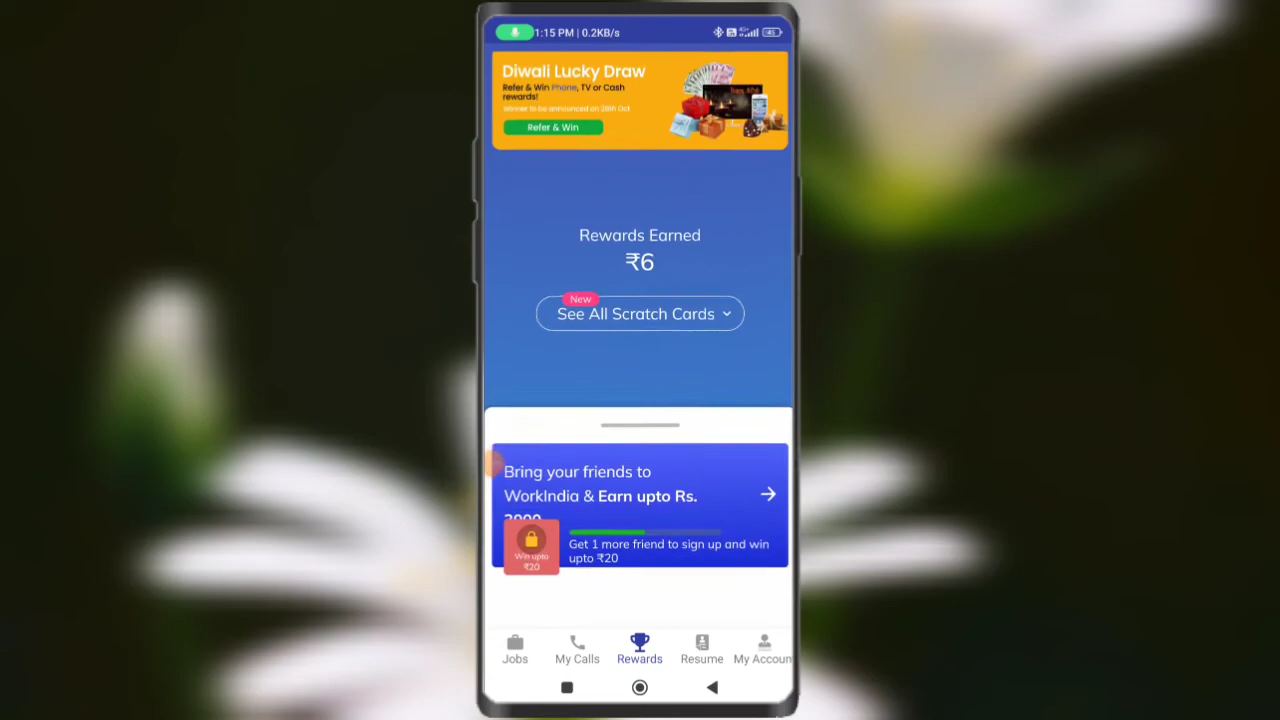 1:15 PM | 0.2KB/s
Diwali Lucky Draw
Refer & Win Phone, TV or Cash
rewards!
Winner to be announced on 26th Oct
Refer & Win
Rewards Earned
₹6
New
See All Scratch Cards
Bring your friends to
WorkIndia & Earn upto Rs.
Win upto
₹20
Get 1 more friend to sign up and win
upto ₹20
Jobs
My Calls
Rewards
Resume
My Accoun